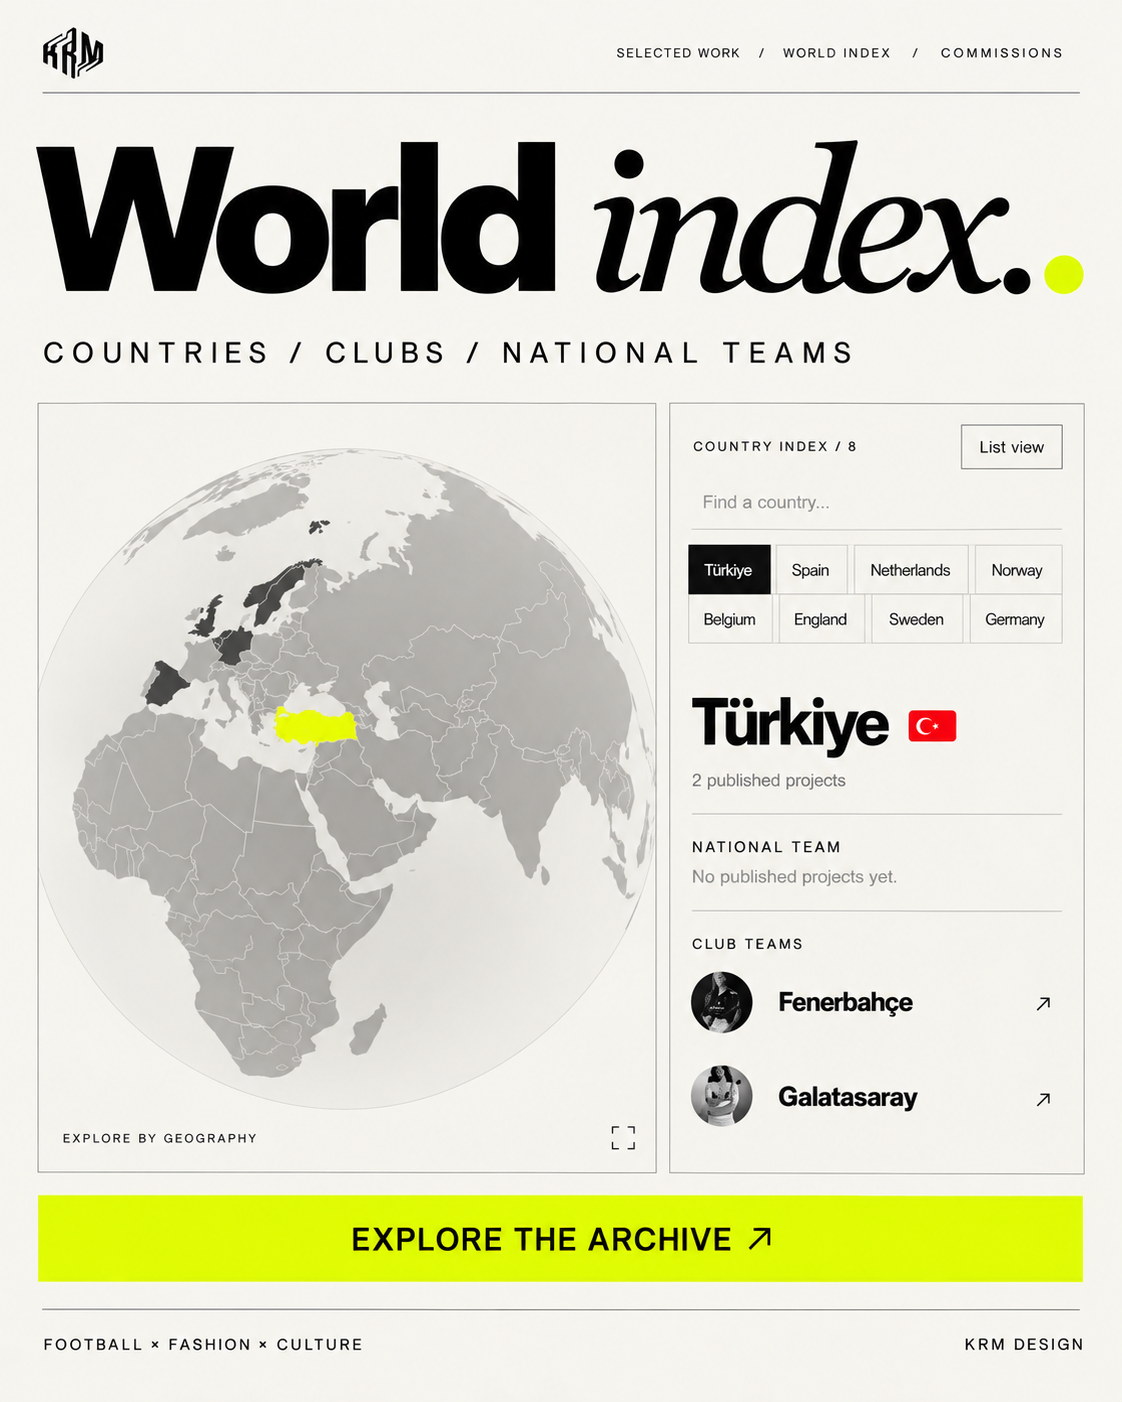 KRM
SELECTED WORK / WORLD INDEX / COMMISSIONS
World index..
COUNTRIES / CLUBS / NATIONAL TEAMS
EXPLORE BY GEOGRAPHY
COUNTRY INDEX / 8
List view
Find a country...
Türkiye Spain Netherlands Norway
Belgium England Sweden Germany
Türkiye
2 published projects
NATIONAL TEAM
No published projects yet.
CLUB TEAMS
Fenerbahçe ↗
Galatasaray ↗
EXPLORE THE ARCHIVE ↗
FOOTBALL × FASHION × CULTURE
KRM DESIGN